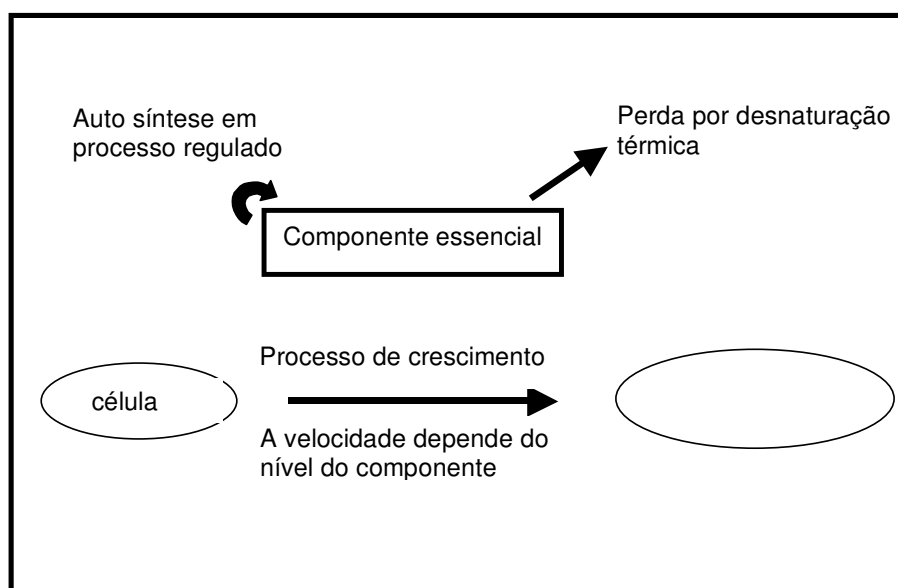 Auto síntese em
processo regulado
Perda por desnaturação
térmica
Componente essencial
Processo de crescimento
célula
A velocidade depende do
nível do componente